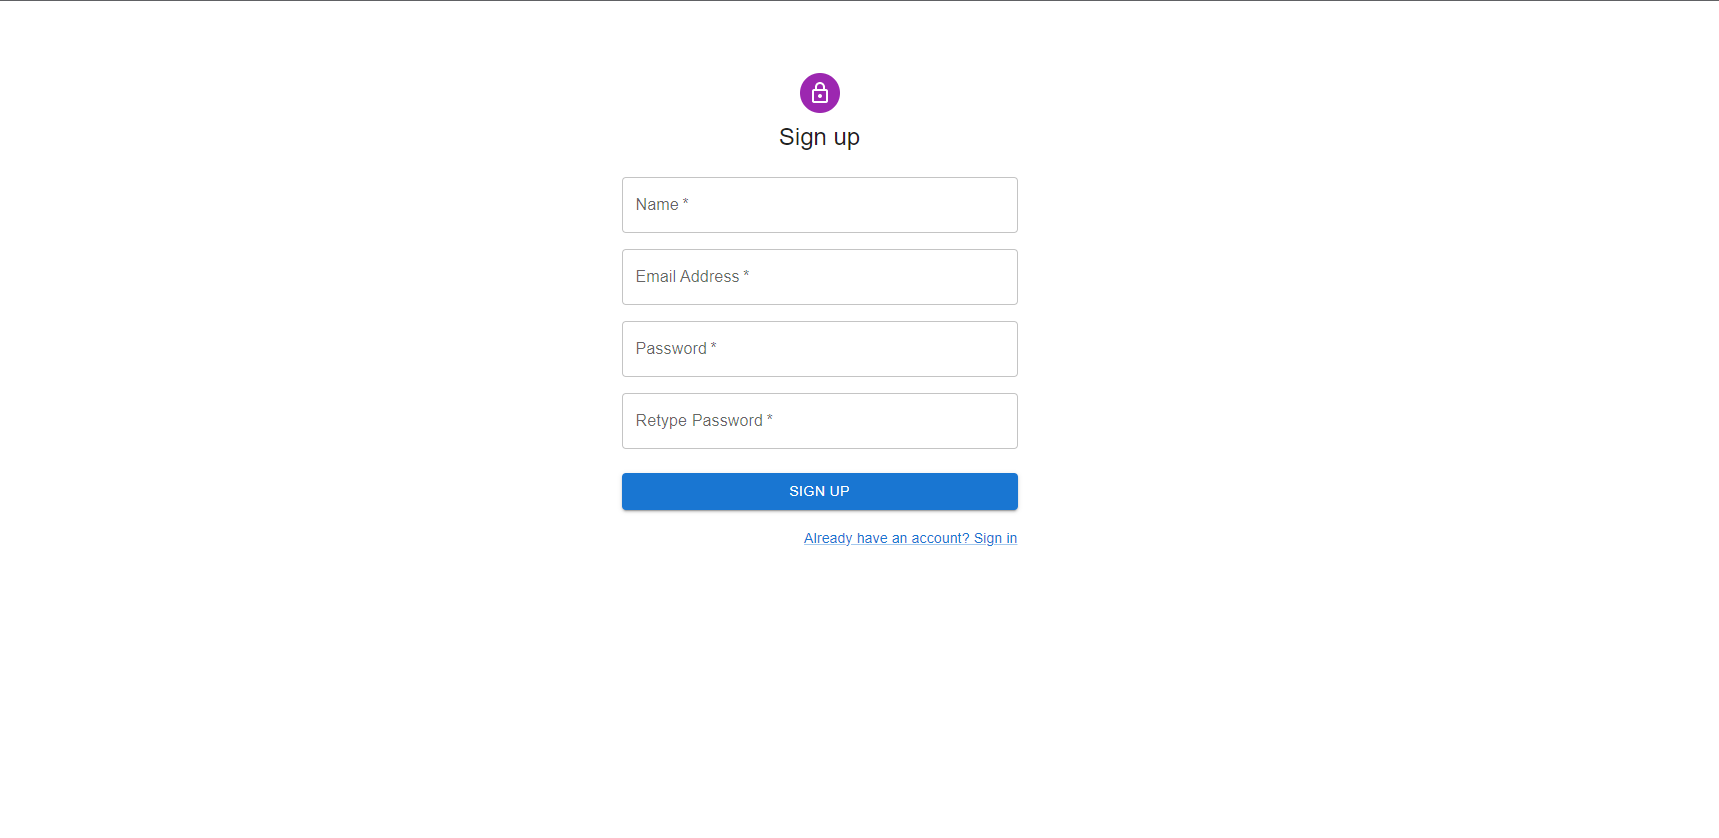 Sign up
Name *
Email Address *
Password *
Retype Password *
SIGN UP
Already have an account? Sign in